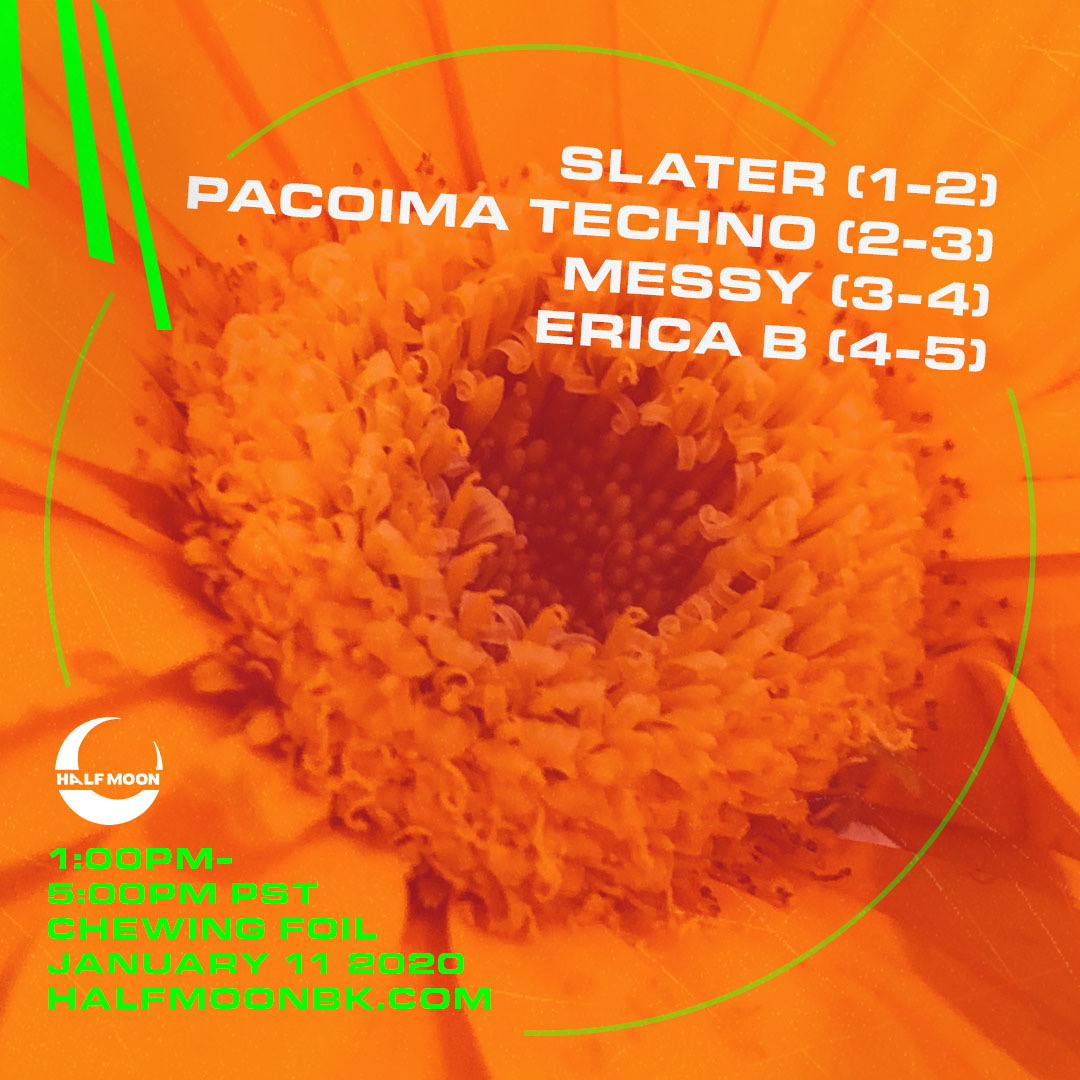 SLATER (1-2)
PACOIMA TECHNO (2-3)
MESSY (3-4)
ERICA B (4-5)
HALF MOON
1:00PM-
5:00PM PST
CHEWING FOIL
JANUARY 11 2020
HALFMOONBK.COM